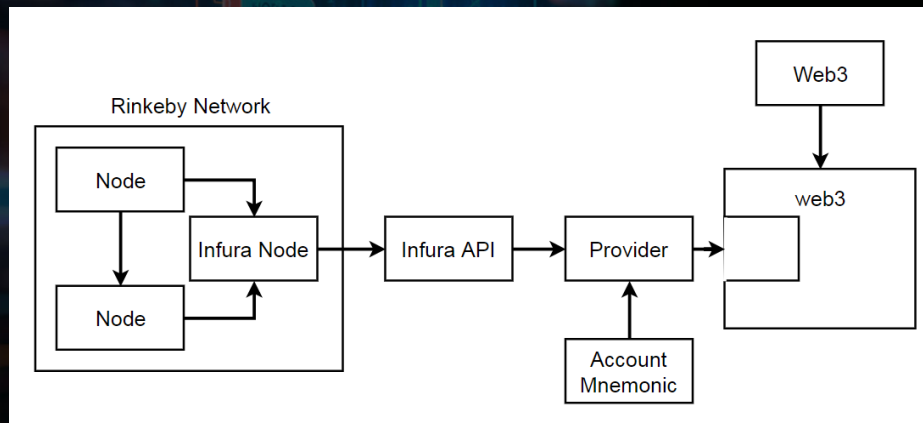 Web3
Rinkeby Network
Node
web3
Infura Node
Infura API
Provider
Node
Account
Mnemonic